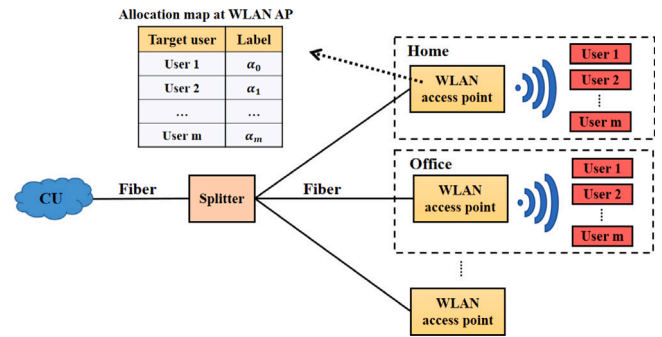 Allocation map at WLAN AP
Target user Label
User 1 α₀
User 2 α₁
... ...
User m αₘ
Home
WLAN
access point
User 1
User 2
User m
Office
WLAN
access point
User 1
User 2
User m
CU
Fiber
Splitter
Fiber
WLAN
access point